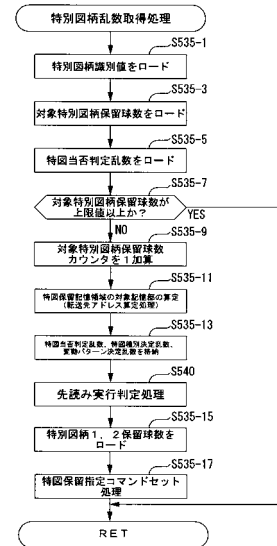 特別図柄乱数取得処理
S535-1
特別図柄識別値をロード
S535-3
対象特別図柄保留球数をロード
S535-5
特図当否判定乱数をロード
S535-7
対象特別図柄保留球数が
上限値以上か?
YES
NO
S535-9
対象特別図柄保留球数
カウンタを1加算
S535-11
特図保留記憶領域の対象記憶部の算定
(転送先アドレス算定処理)
S535-13
特図当否判定乱数、特図種別決定乱数、
変動パターン決定乱数を格納
S540
先読み実行判定処理
S535-15
特別図柄1,2保留球数を
ロード
S535-17
特図保留指定コマンドセット
処理
RET